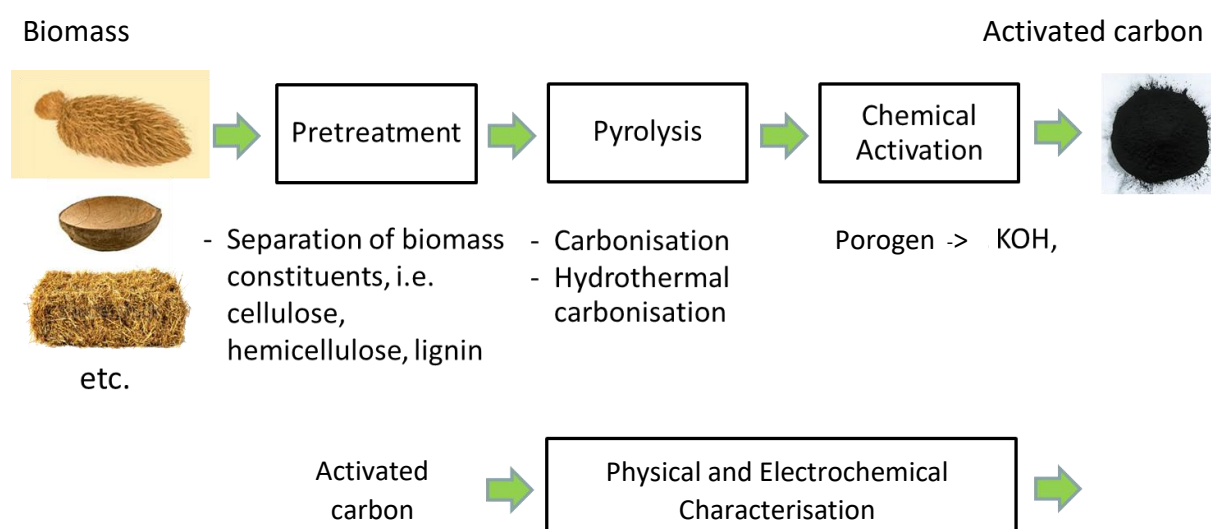 Biomass
Activated carbon
Pretreatment
Pyrolysis
Chemical
Activation
- Separation of biomass
constituents, i.e.
cellulose,
hemicellulose, lignin
- Carbonisation
- Hydrothermal
carbonisation
Porogen -> KOH,
etc.
Activated
carbon
Physical and Electrochemical
Characterisation